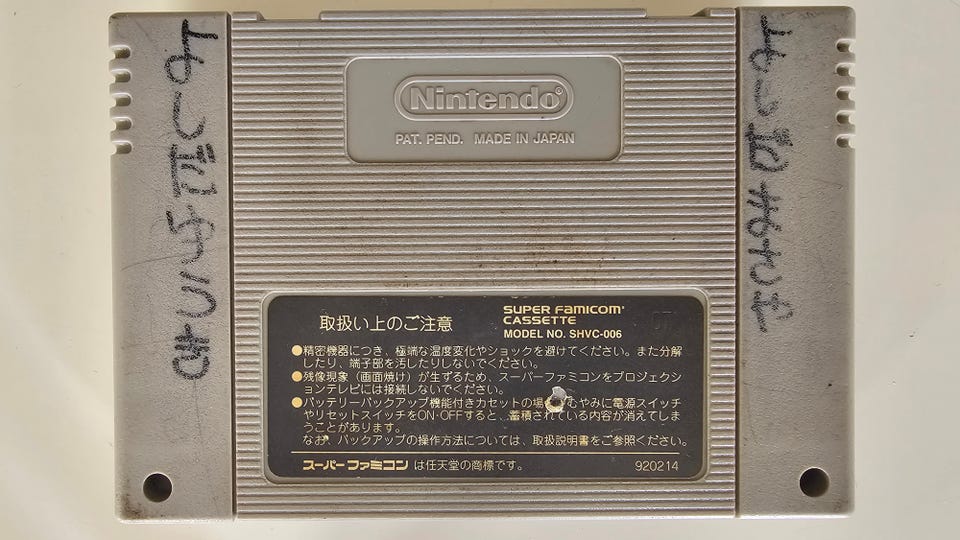 Nintendo®
PAT. PEND. MADE IN JAPAN
取扱い上のご注意
SUPER FAMICOM
CASSETTE
MODEL NO. SHVC-006
●精密機器につき、極端な温度変化やショックを避けてください。また分解
したり、端子部を汚したりしないでください。
●残像現象（画面焼け）が生ずるため、スーパーファミコンをプロジェクシ
ョンテレビには接続しないでください。
●バッテリーバックアップ機能付きカセットの場 むやみに電源スイッチ
やリセットスイッチをON・OFFすると、蓄積されている内容が消えてしま
うことがあります。
なお、バックアップの操作方法については、取扱説明書をご参照ください。
スーパーファミコン は任天堂の商標です。
920214